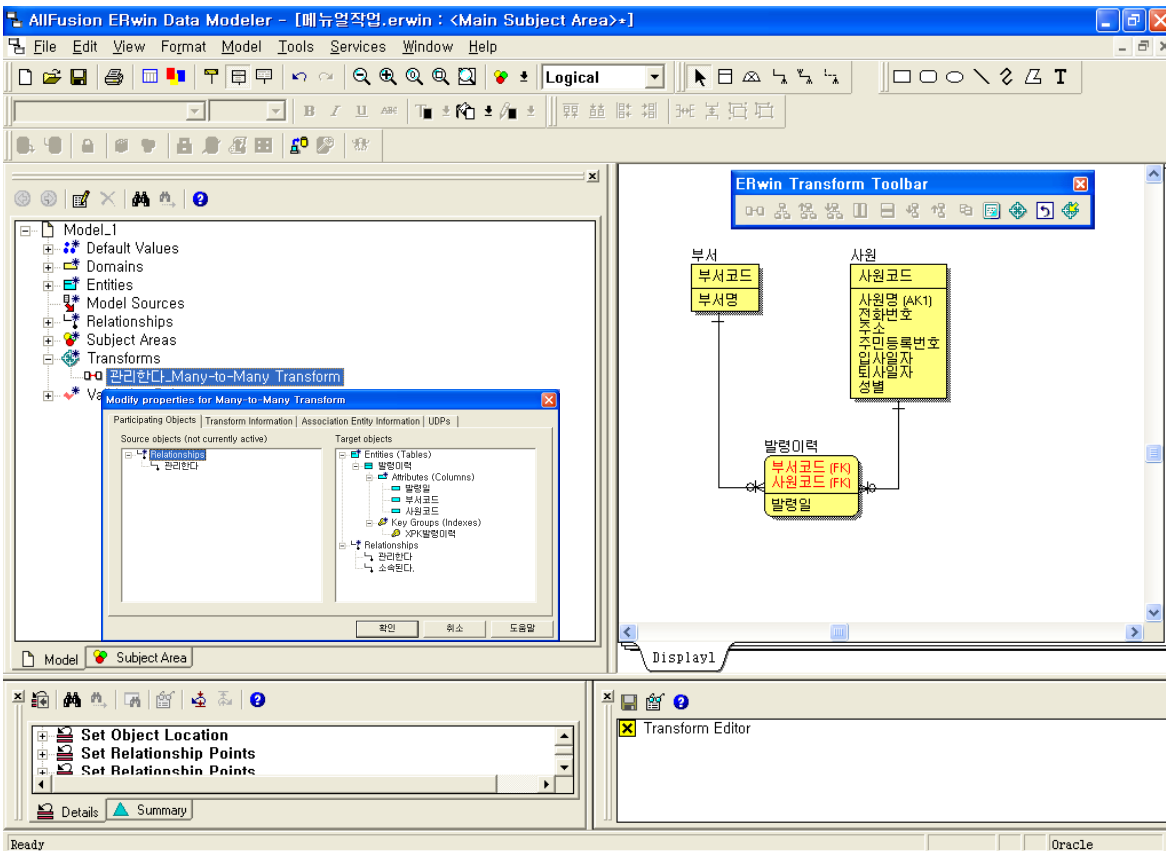 AllFusion ERwin Data Modeler - [메뉴얼작업.erwin : <Main Subject Area>*]
File Edit View Format Model Tools Services Window Help
Logical
T
B I U ABC T
ERwin Transform Toolbar
Model_1
Default Values
Domains
Entities
Model Sources
Relationships
Subject Areas
Transforms
관리한다_Many-to-Many Transform
Va
Modify properties for Many-to-Many Transform
Participating Objects Transform Information Association Entity Information UDPs
Source objects (not currently active)
Relationships
관리한다
Target objects
Entities (Tables)
발령이력
Attributes (Columns)
발령일
부서코드
사원코드
Key Groups (Indexes)
XPK발령이력
Relationships
관리한다
소속된다.
확인 취소 도움말
Model Subject Area
부서
부서코드
부서명
사원
사원코드
사원명 (AK1)
전화번호
주소
주민등록번호
입사일자
퇴사일자
성별
발령이력
부서코드 (FK)
사원코드 (FK)
발령일
Display1
Set Object Location
Set Relationship Points
Set Relationship Points
Details Summary
Transform Editor
Ready
Oracle